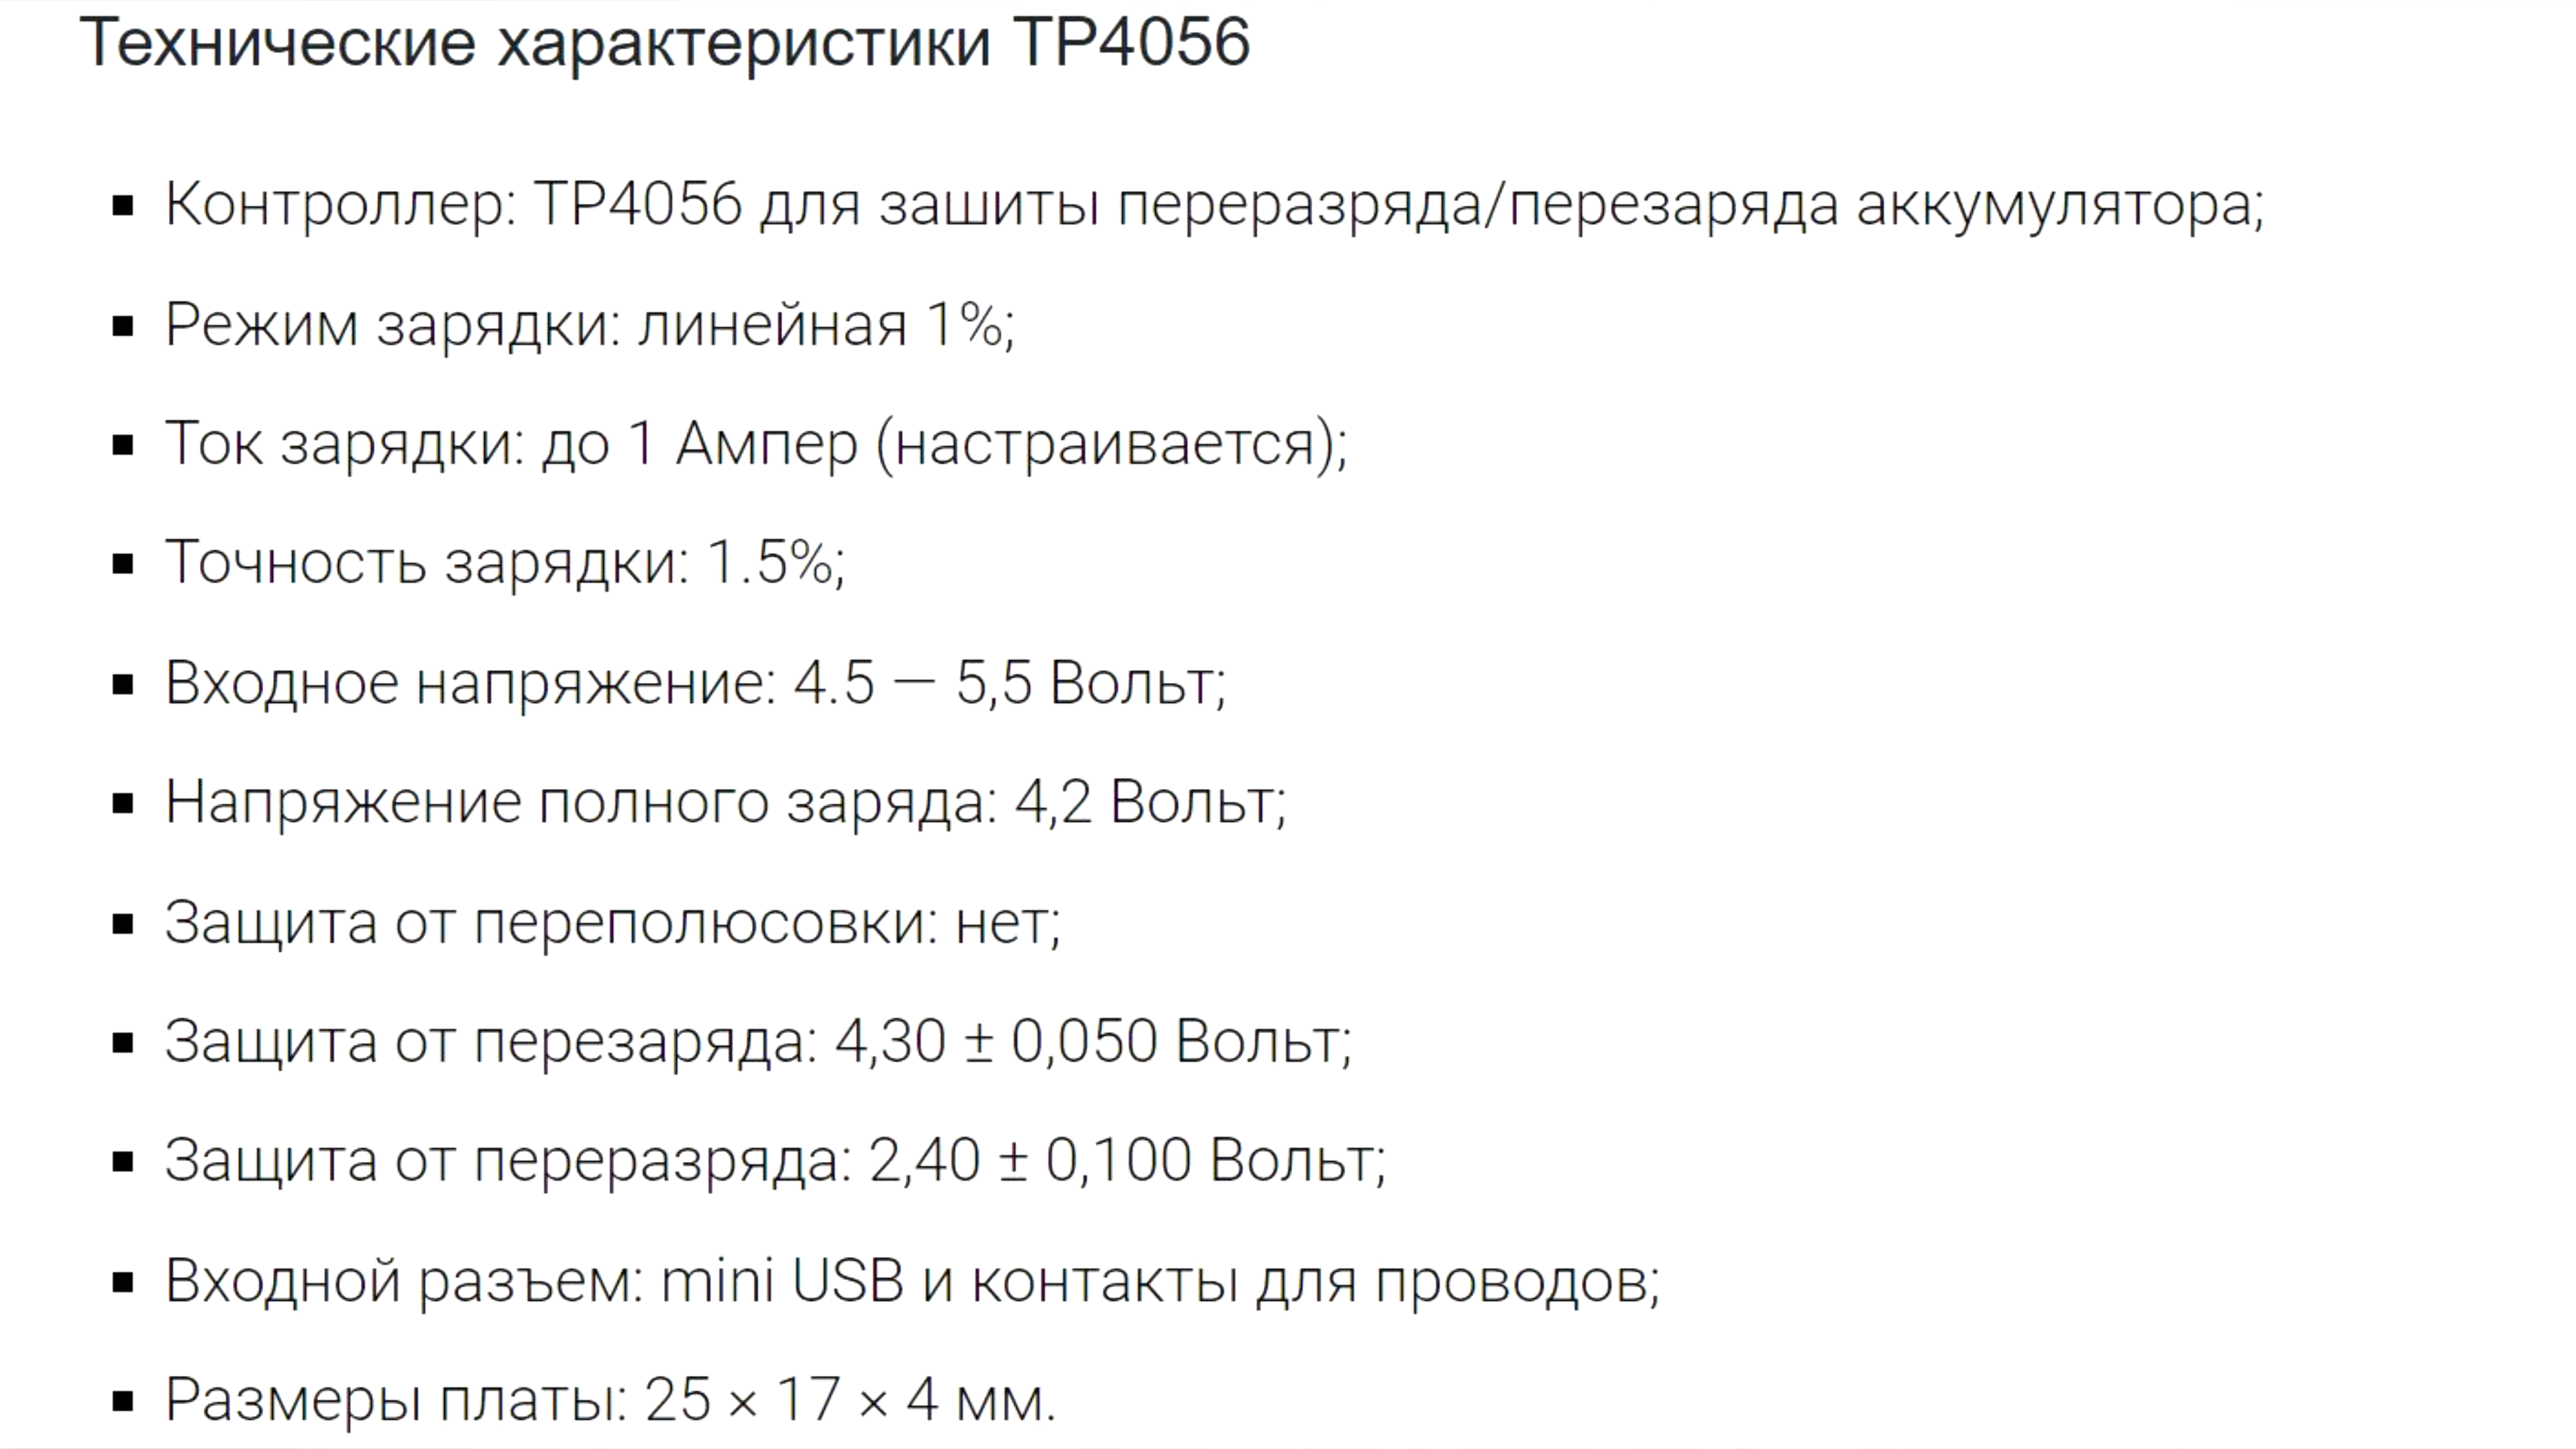 Технические характеристики TP4056
▪ Контроллер: TP4056 для зашиты переразряда/перезаряда аккумулятора;
▪ Режим зарядки: линейная 1%;
▪ Ток зарядки: до 1 Ампер (настраивается);
▪ Точность зарядки: 1.5%;
▪ Входное напряжение: 4.5 — 5,5 Вольт;
▪ Напряжение полного заряда: 4,2 Вольт;
▪ Защита от переполюсовки: нет;
▪ Защита от перезаряда: 4,30 ± 0,050 Вольт;
▪ Защита от переразряда: 2,40 ± 0,100 Вольт;
▪ Входной разъем: mini USB и контакты для проводов;
▪ Размеры платы: 25 × 17 × 4 мм.